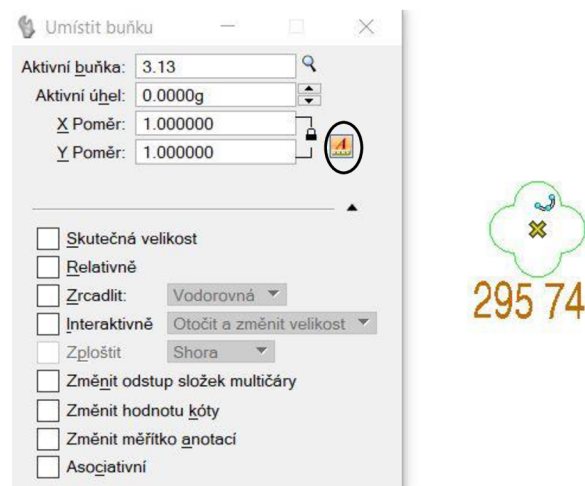 Umístit buňku
Aktivní buňka: 3.13
Aktivní úhel: 0.0000g
X Poměr: 1.000000
Y Poměr: 1.000000
A
Skutečná velikost
Relativně
Zrcadlit: Vodorovná
Interaktivně Otočit a změnit velikost
Zploštit Shora
Změnit odstup složek multičáry
Změnit hodnotu kóty
Změnit měřítko anotací
Asociativní
295 74